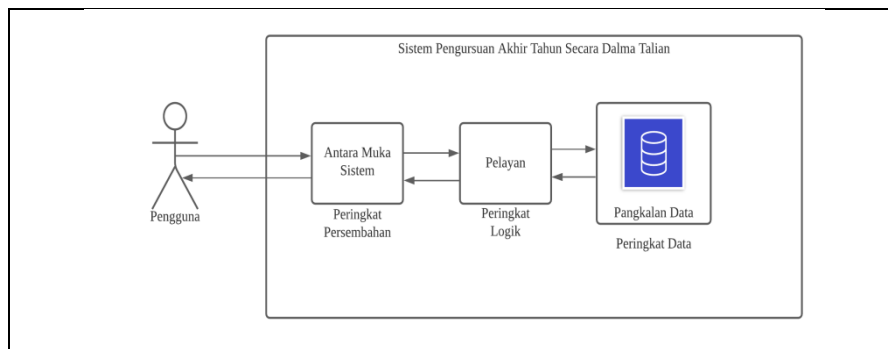 Sistem Pengursuan Akhir Tahun Secara Dalma Talian
Antara Muka
Sistem
Pelayan
Pangkalan Data
Pengguna
Peringkat
Persembahan
Peringkat
Logik
Peringkat Data